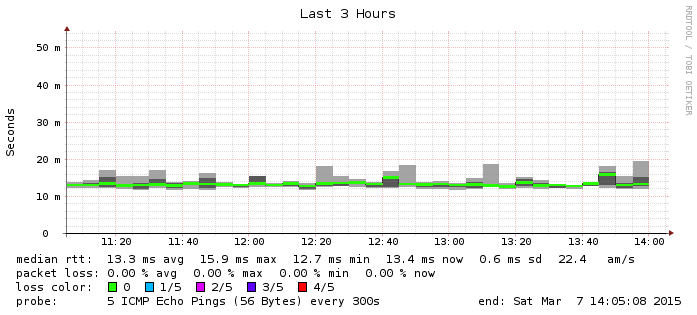 Last 3 Hours
RRDTOOL / TOBI OETIKER
Seconds
50 m
40 m
30 m
20 m
10 m
0
11:20 11:40 12:00 12:20 12:40 13:00 13:20 13:40 14:00
median rtt: 13.3 ms avg 15.9 ms max 12.7 ms min 13.4 ms now 0.6 ms sd 22.4 am/s
packet loss: 0.00 % avg 0.00 % max 0.00 % min 0.00 % now
loss color: 0 1/5 2/5 3/5 4/5
probe: 5 ICMP Echo Pings (56 Bytes) every 300s end: Sat Mar 7 14:05:08 2015